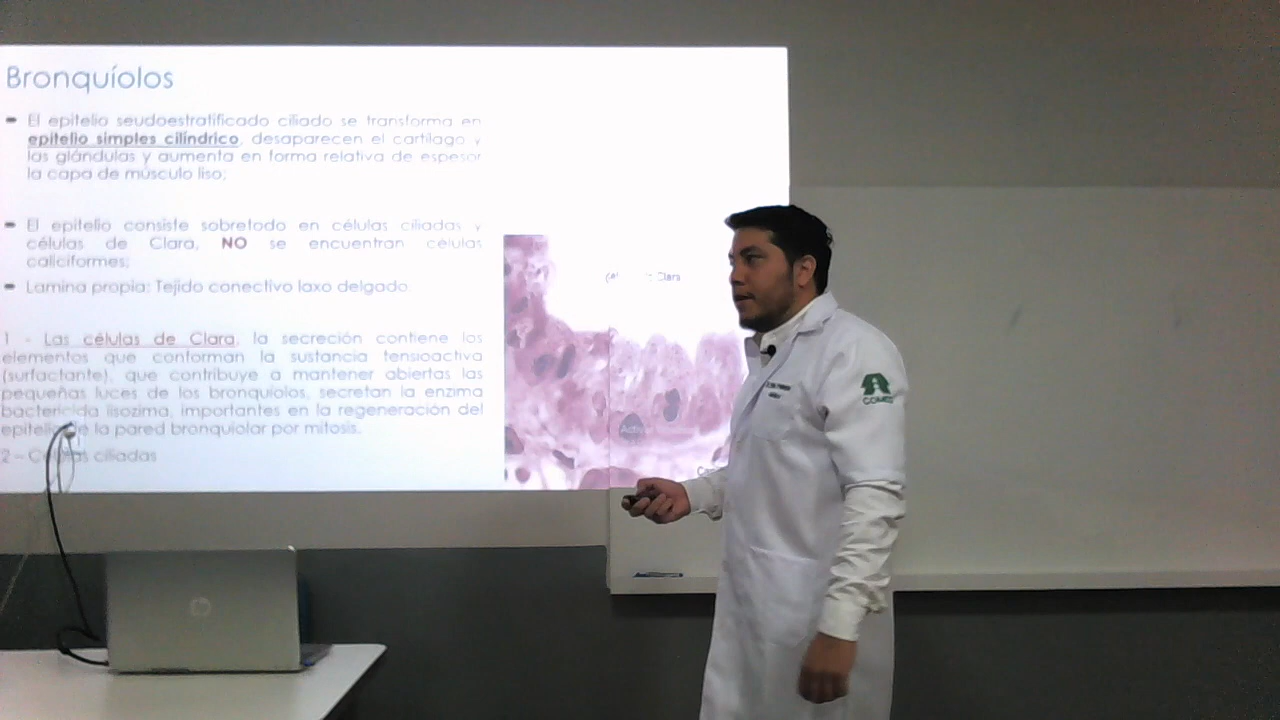 Bronquíolos
El epitelio seudoestratificado ciliado se transforma en
epitelio simples cilíndrico, desaparecen el cartílago y
las glándulas y aumenta en forma relativa de espesor
la capa de músculo liso;
El epitelio consiste sobretodo en células ciliadas y
células de Clara, NO se encuentran células
caliciformes;
Lamina propia: Tejido conectivo laxo delgado.
1 - Las células de Clara, la secreción contiene los
elementos que conforman la sustancia tensioactiva
(surfactante), que contribuye a mantener abiertas las
pequeñas luces de los bronquiolos, secretan la enzima
bactericida lisozima, importantes en la regeneración del
la pared bronquiolar por mitosis.
2 – ciliadas
Clara
hp